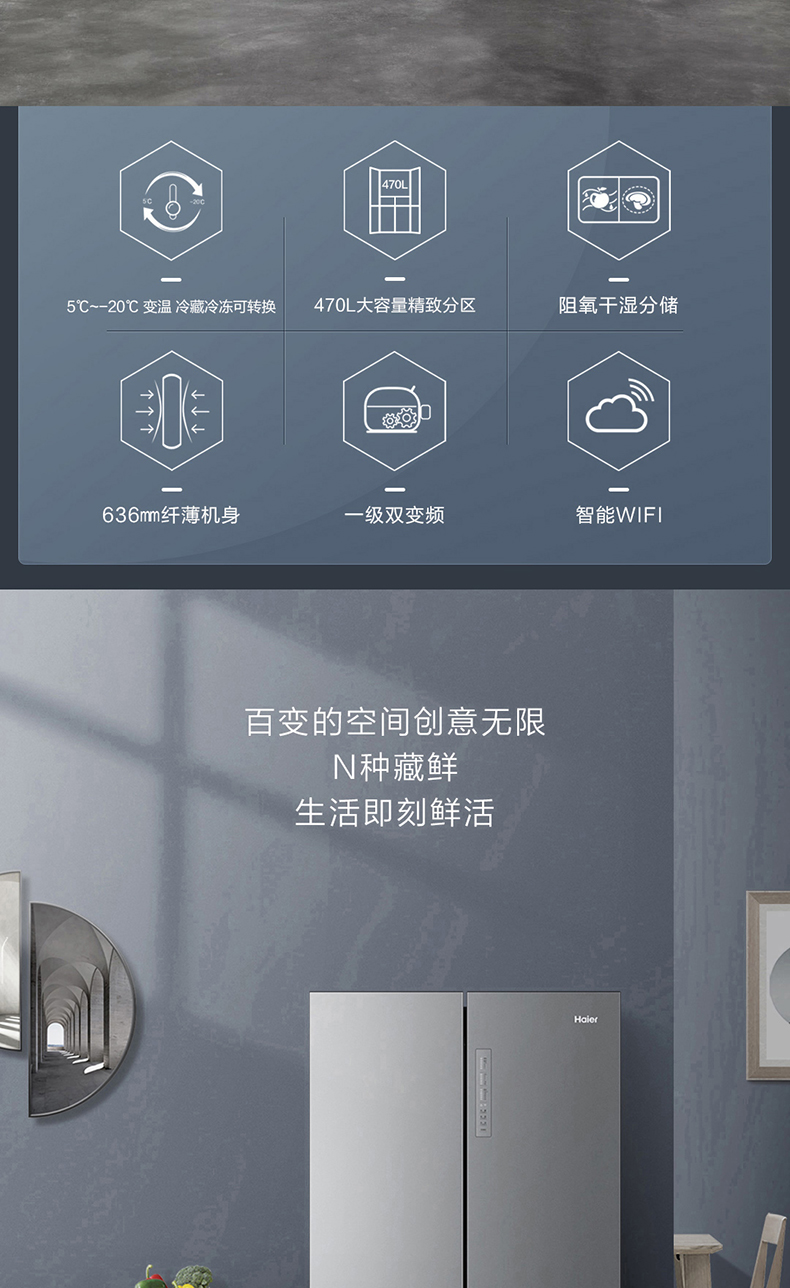 5℃
-20℃
470L
5℃~-20℃ 变温 冷藏冷冻可转换
470L大容量精致分区
阻氧干湿分储
636mm纤薄机身
一级双变频
智能WIFI
百变的空间创意无限
N种藏鲜
生活即刻鲜活
Haier